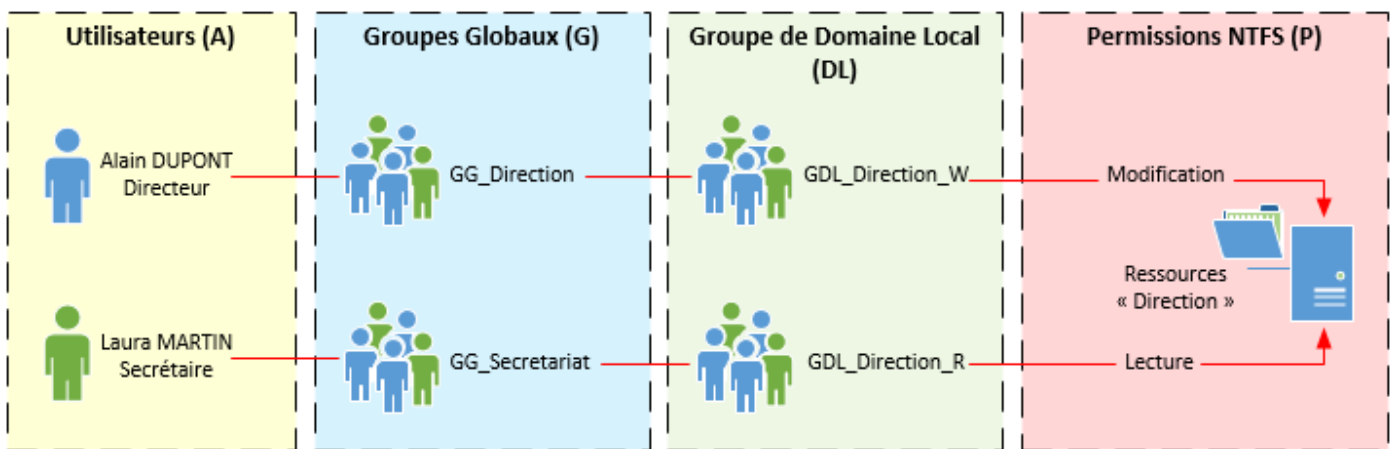 Utilisateurs (A)
Groupes Globaux (G)
Groupe de Domaine Local
(DL)
Permissions NTFS (P)
Alain DUPONT
Directeur
GG_Direction
GDL_Direction_W
Modification
Ressources
« Direction »
Laura MARTIN
Secrétaire
GG_Secretariat
GDL_Direction_R
Lecture